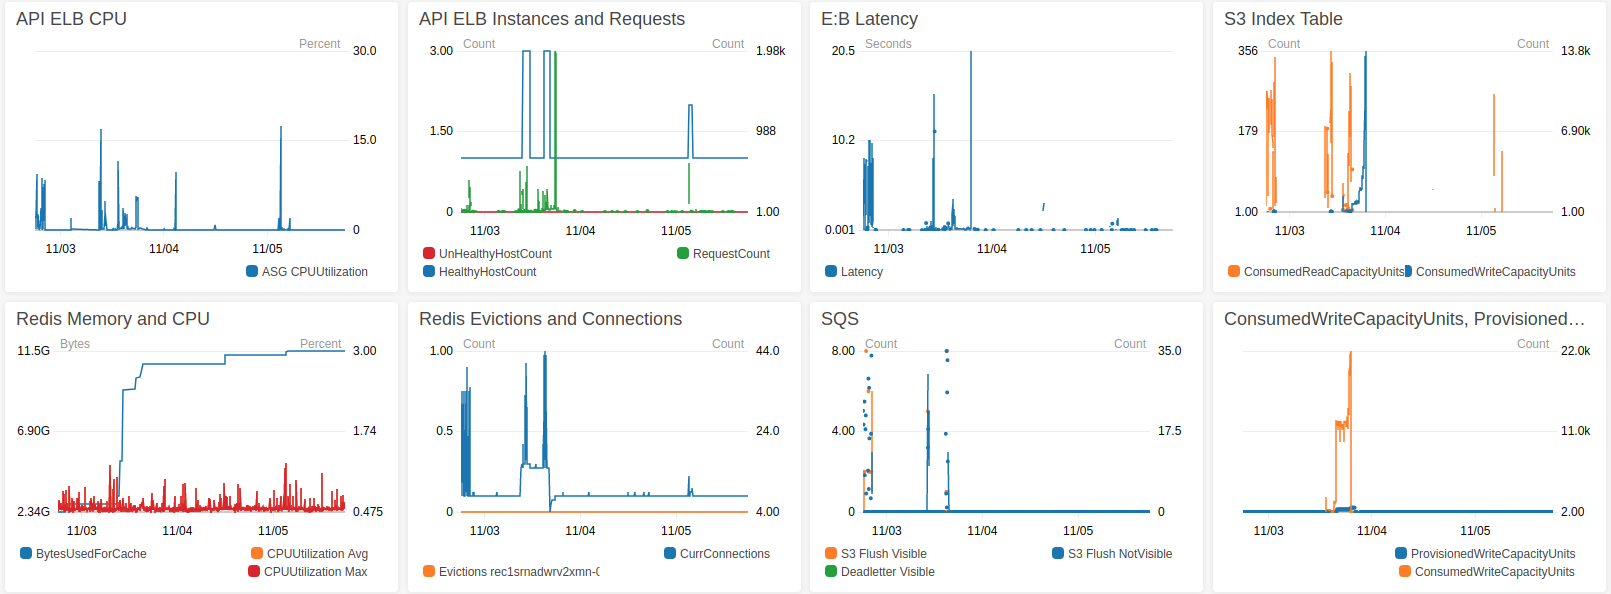 API ELB CPU
Percent
30.0
15.0
0
11/03 11/04 11/05
ASG CPUUtilization
API ELB Instances and Requests
Count Count
3.00 1.98k
1.50 988
0 1.00
11/03 11/04 11/05
UnHealthyHostCount RequestCount
HealthyHostCount
E:B Latency
Seconds
20.5
10.2
0.001
11/03 11/04 11/05
Latency
S3 Index Table
Count Count
356 13.8k
179 6.90k
1.00 1.00
11/03 11/04 11/05
ConsumedReadCapacityUnits ConsumedWriteCapacityUnits
Redis Memory and CPU
Bytes Percent
11.5G 3.00
6.90G 1.74
2.34G 0.475
11/03 11/04 11/05
BytesUsedForCache CPUUtilization Avg
CPUUtilization Max
Redis Evictions and Connections
Count Count
1.00 44.0
0.5 24.0
0 4.00
11/03 11/04 11/05
CurrConnections
Evictions rec1srnadwrv2xmn-0
SQS
Count Count
8.00 35.0
4.00 17.5
0 0
11/03 11/04 11/05
S3 Flush Visible S3 Flush NotVisible
Deadletter Visible
ConsumedWriteCapacityUnits, Provisioned…
Count
22.0k
11.0k
2.00
11/03 11/04 11/05
ProvisionedWriteCapacityUnits
ConsumedWriteCapacityUnits